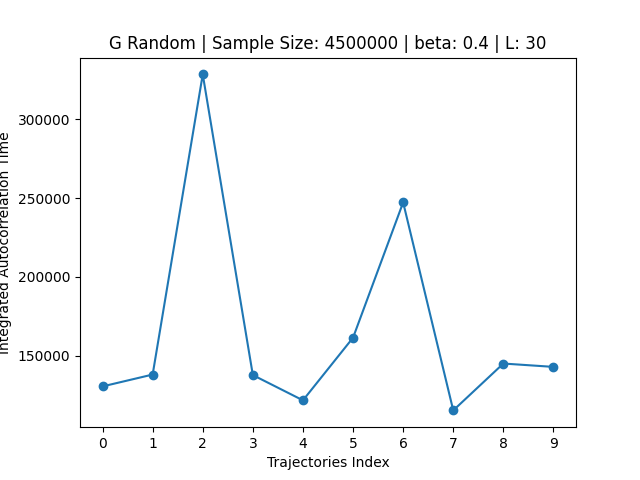 G Random | Sample Size: 4500000 | beta: 0.4 | L: 30
Integrated Autocorrelation Time
300000
250000
200000
150000
0 1 2 3 4 5 6 7 8 9
Trajectories Index